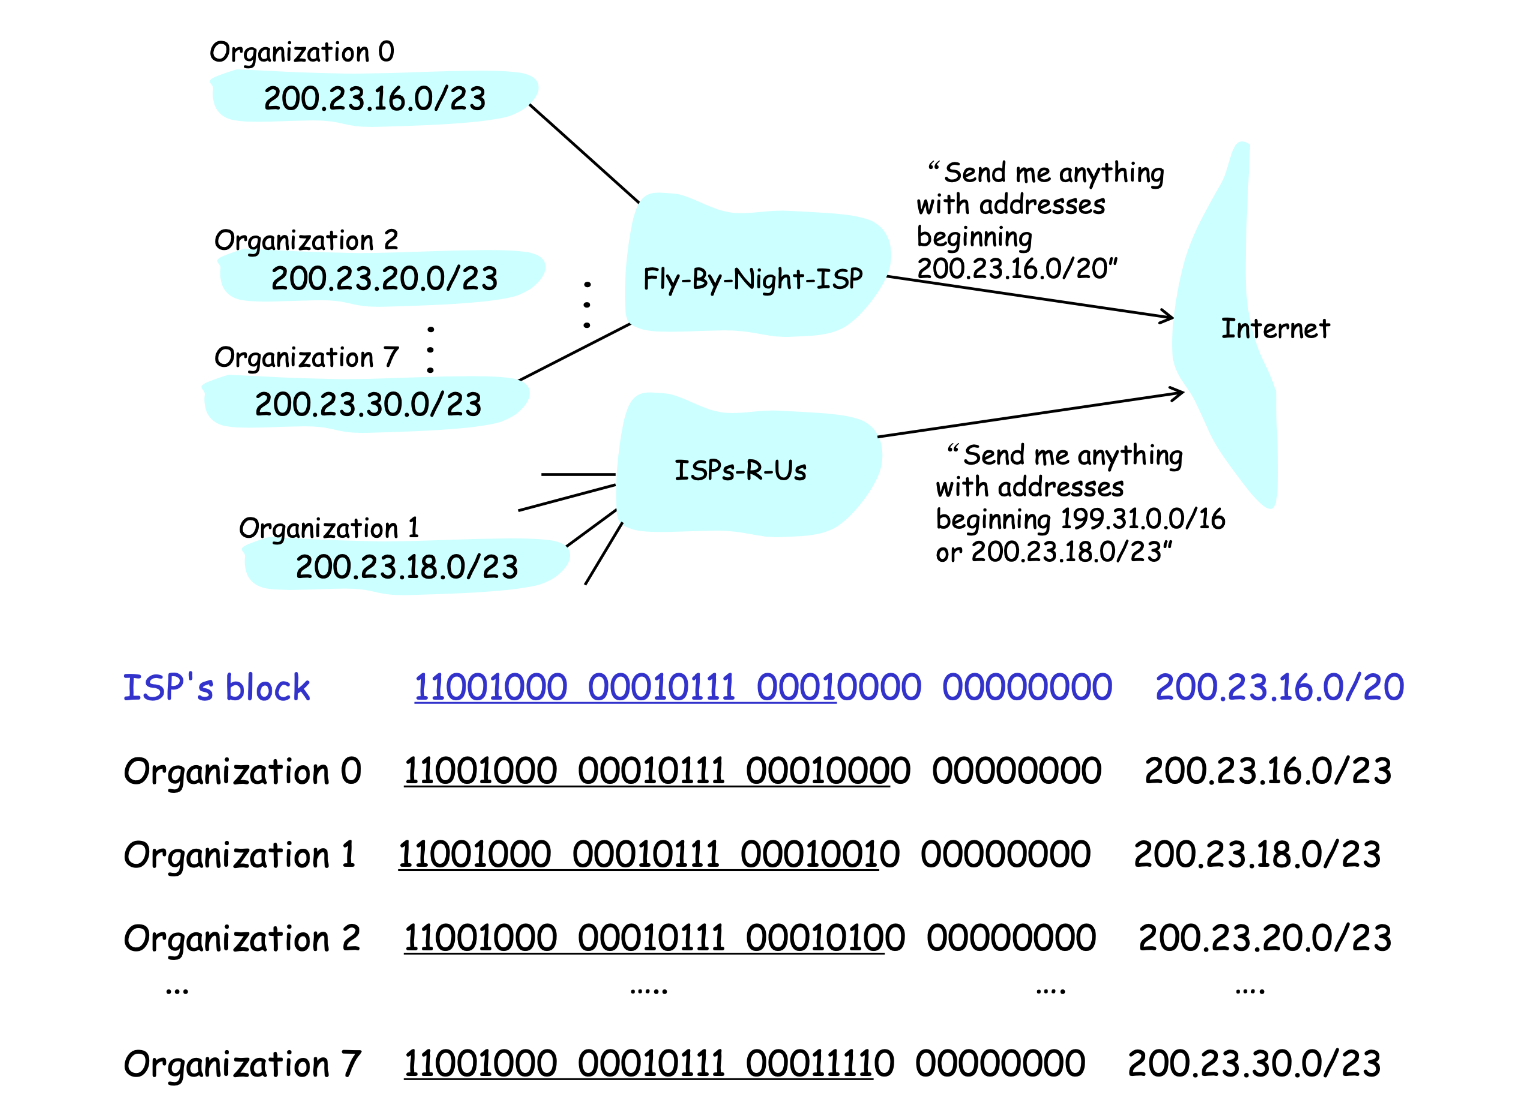 Organization 0
200.23.16.0/23
Organization 2
200.23.20.0/23
Organization 7
200.23.30.0/23
Fly-By-Night-ISP
“Send me anything
with addresses
beginning
200.23.16.0/20”
Internet
ISPs-R-Us
“Send me anything
with addresses
beginning 199.31.0.0/16
or 200.23.18.0/23”
Organization 1
200.23.18.0/23
ISP's block 11001000 00010111 00010000 00000000 200.23.16.0/20
Organization 0 11001000 00010111 00010000 00000000 200.23.16.0/23
Organization 1 11001000 00010111 00010010 00000000 200.23.18.0/23
Organization 2 11001000 00010111 00010100 00000000 200.23.20.0/23
... ..... .... ....
Organization 7 11001000 00010111 00011110 00000000 200.23.30.0/23